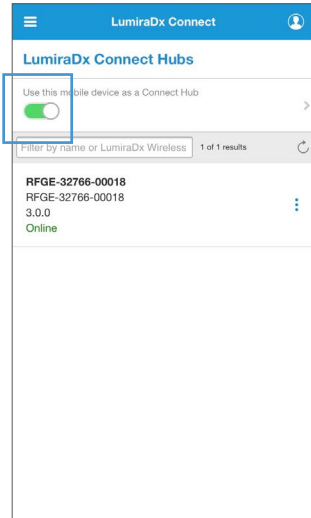 LumiraDx Connect
LumiraDx Connect Hubs
Use this mobile device as a Connect Hub
Filter by name or LumiraDx Wireless
1 of 1 results
RFGE-32766-00018
RFGE-32766-00018
3.0.0
Online